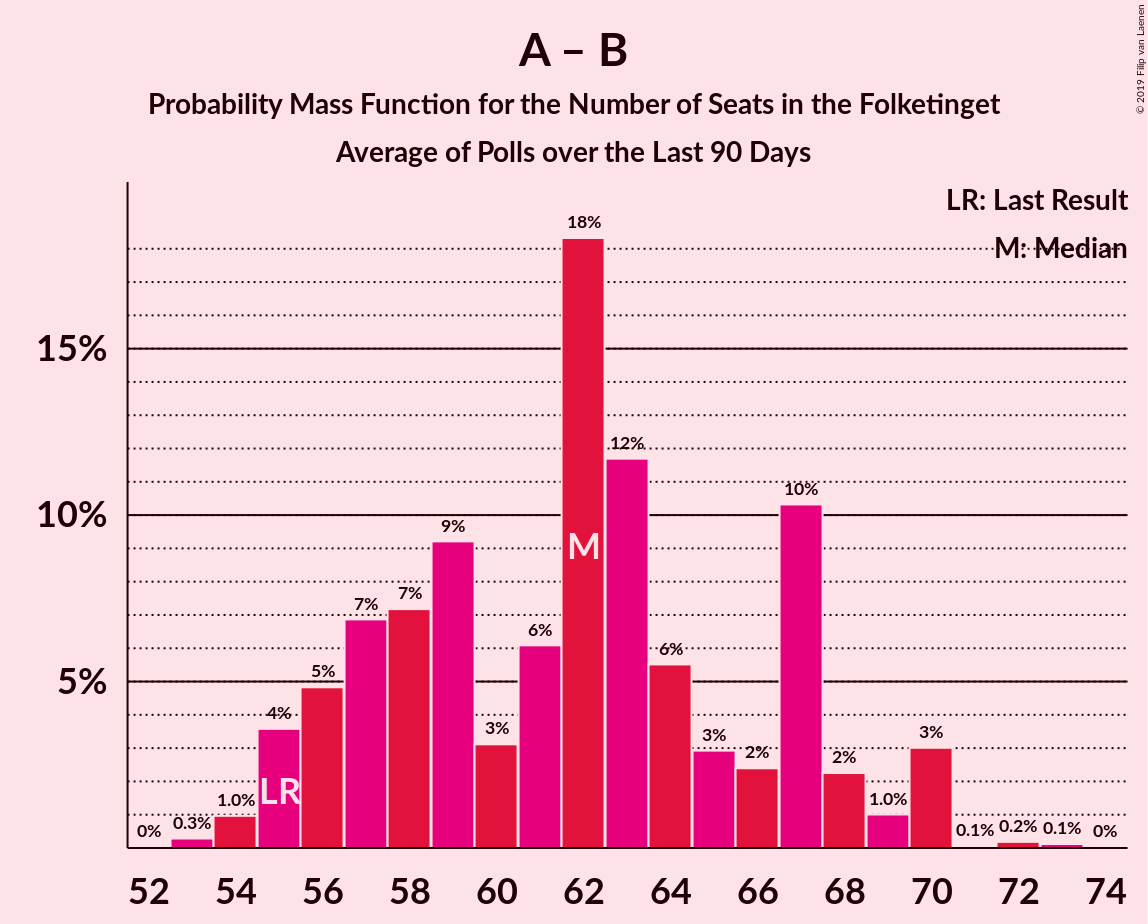 A – B
Probability Mass Function for the Number of Seats in the Folketinget
Average of Polls over the Last 90 Days
© 2019 Filip van Laenen
LR: Last Result
M: Median
15%
10%
5%
0%
0.3%
1.0%
4%
5%
7%
7%
9%
3%
6%
18%
12%
6%
3%
2%
10%
2%
1.0%
3%
0.1%
0.2%
0.1%
0%
LR
M
52 54 56 58 60 62 64 66 68 70 72 74